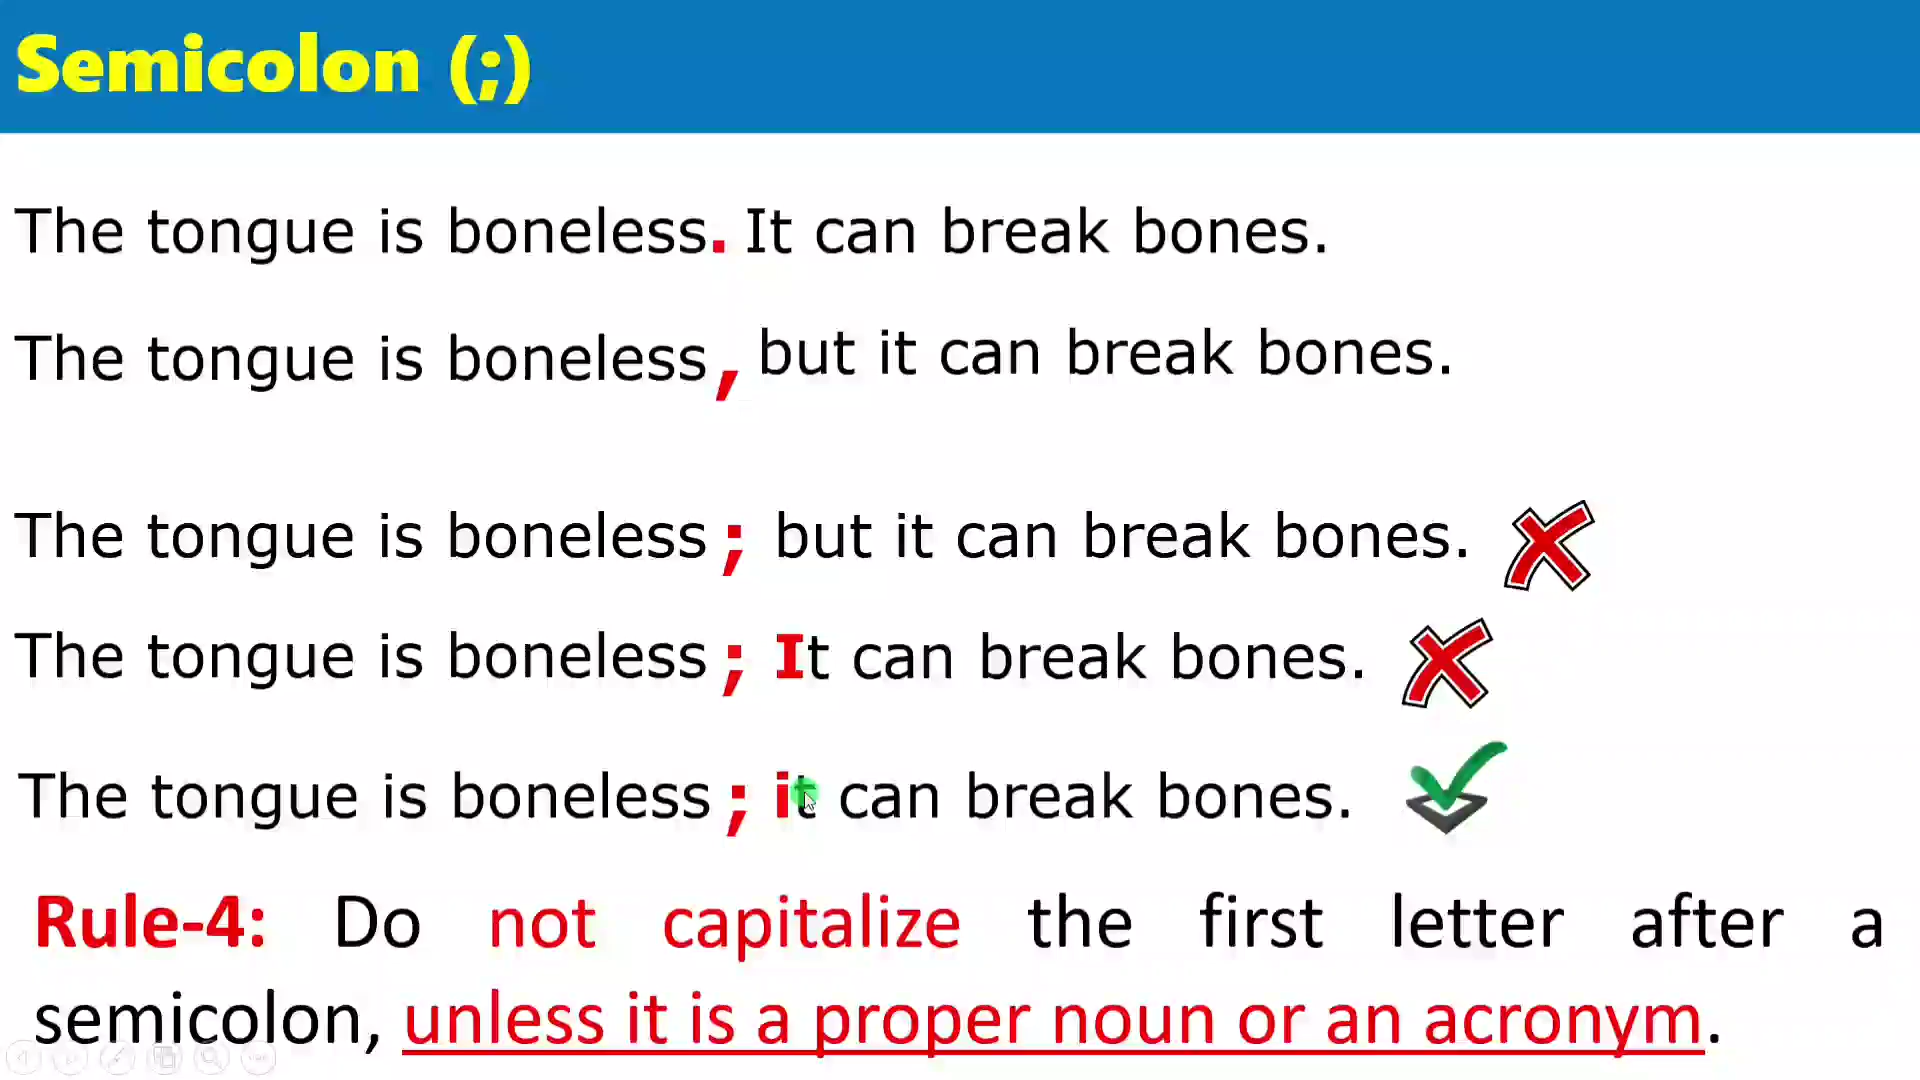 Semicolon (;)
The tongue is boneless. It can break bones.
The tongue is boneless, but it can break bones.
The tongue is boneless; but it can break bones.
The tongue is boneless; It can break bones.
The tongue is boneless; it can break bones.
Rule-4: Do not capitalize the first letter after a
semicolon, unless it is a proper noun or an acronym.